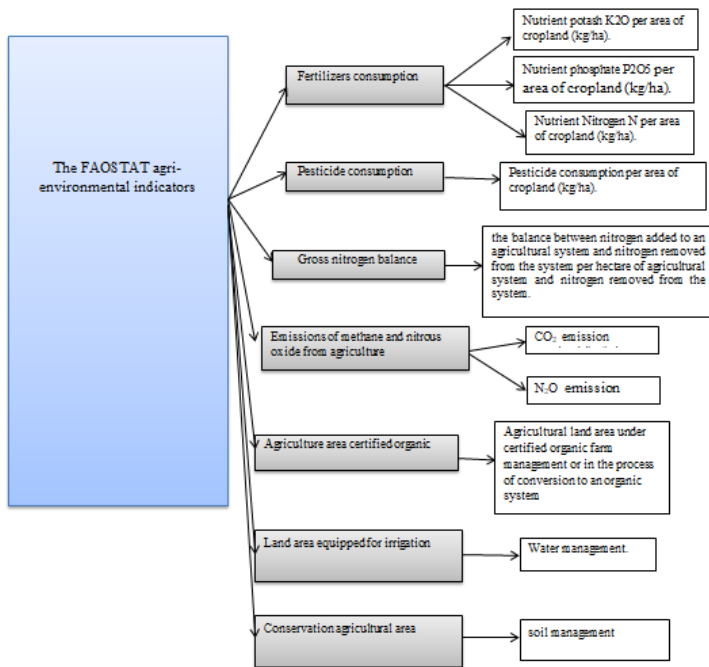 Nutrient potash K2O per area of
cropland (kg/ha).
Fertilizers consumption
Nutrient phosphate P2O5 per
area of cropland (kg/ha).
Nutrient Nitrogen N per area
of cropland (kg/ha).
The FAOSTAT agri-
environmental indicators
Pesticide consumption
Pesticide consumption per area of
cropland (kg/ha).
Gross nitrogen balance
the balance between nitrogen added to an
agricultural system and nitrogen removed
from the system per hectare of agricultural
system and nitrogen removed from the
system.
Emissions of methane and nitrous
oxide from agriculture
CO₂ emission
N₂O emission
Agriculture area certified organic
Agricultural land area under
certified organic farm
management or in the process
of conversion to an organic
system
Land area equipped for irrigation
Water management.
Conservation agricultural area
soil management